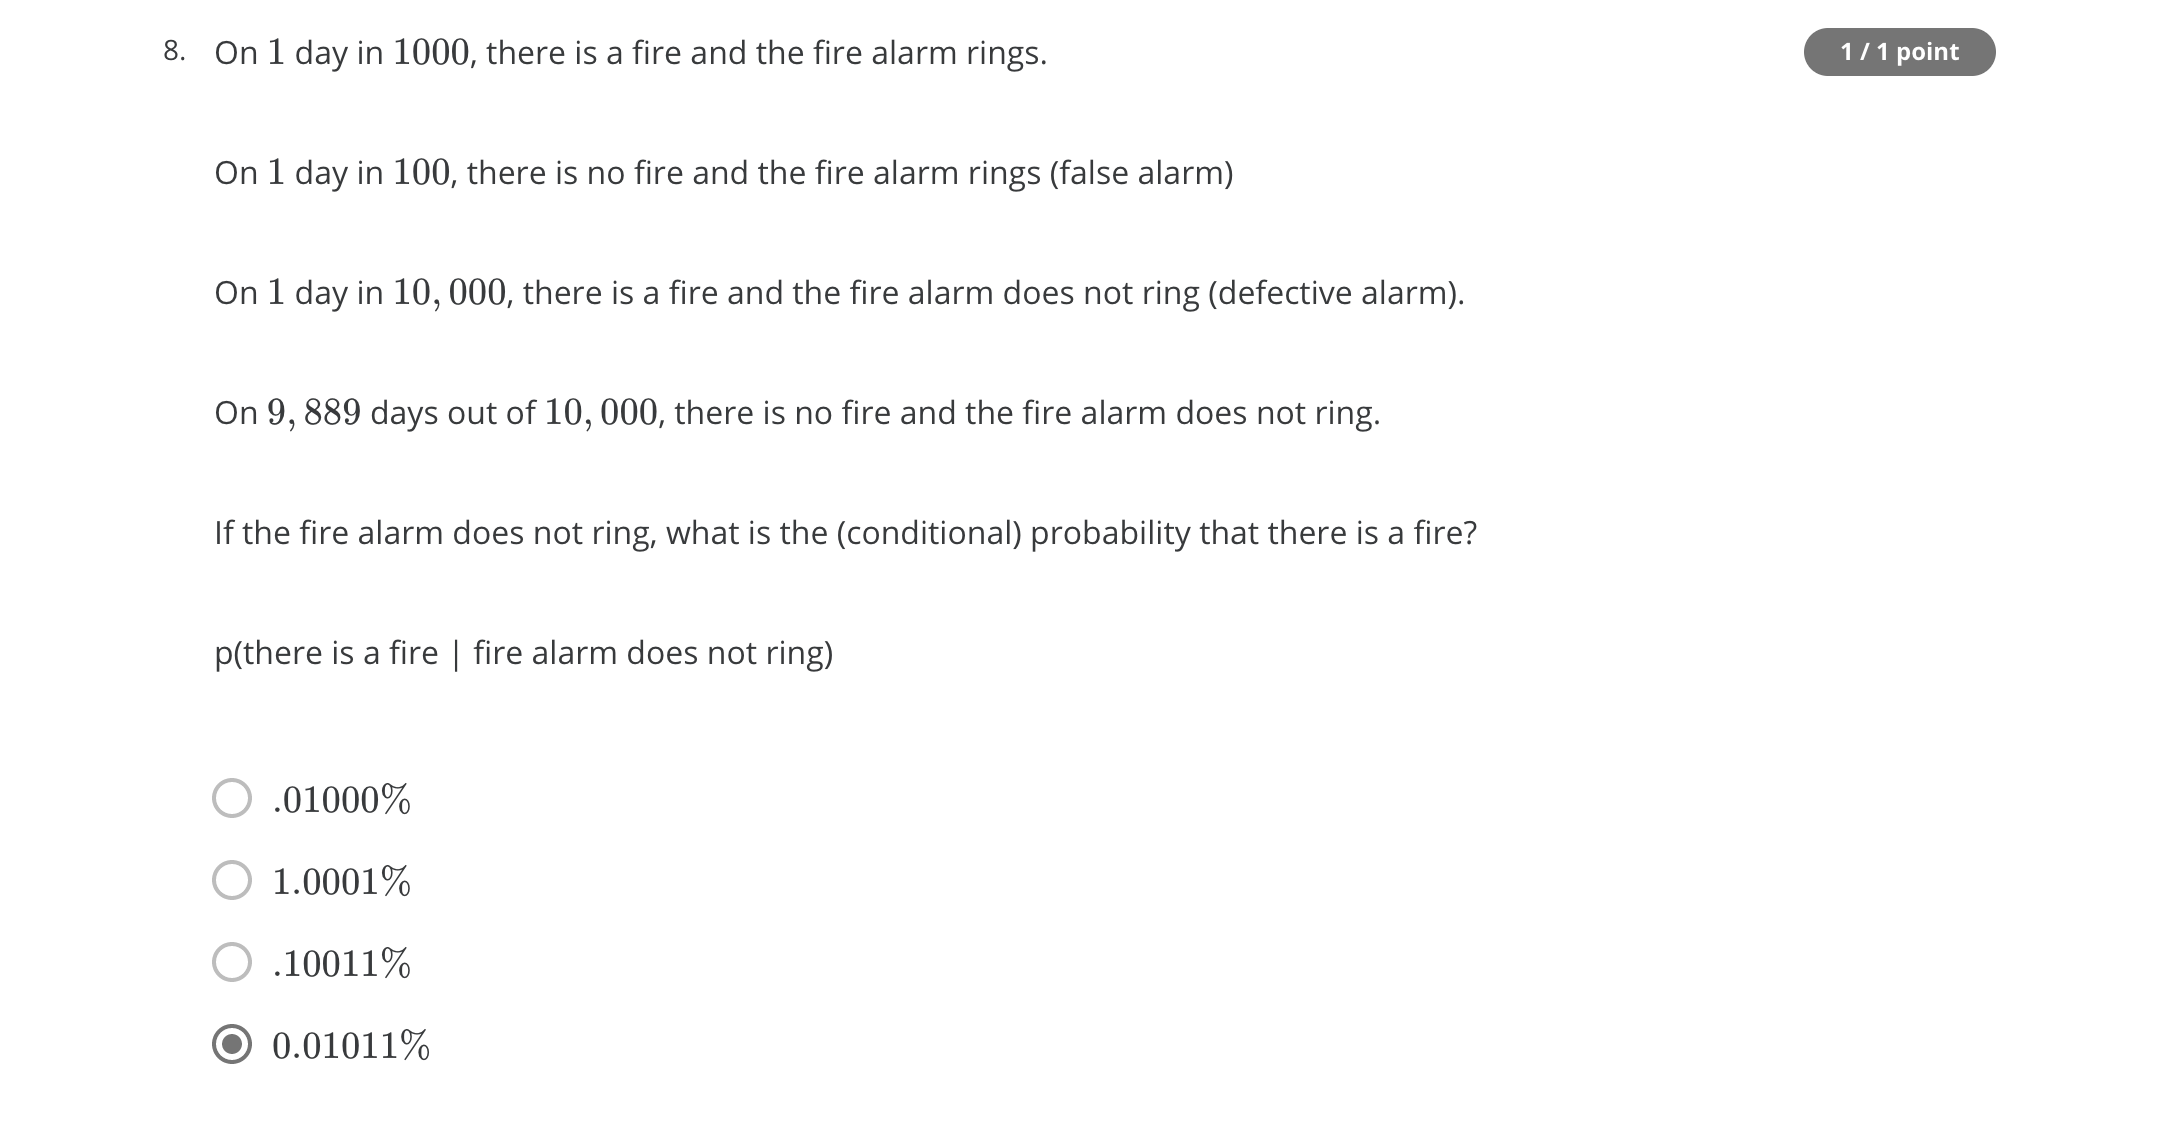 8. On 1 day in 1000, there is a fire and the fire alarm rings.
1 / 1 point
On 1 day in 100, there is no fire and the fire alarm rings (false alarm)
On 1 day in 10, 000, there is a fire and the fire alarm does not ring (defective alarm).
On 9, 889 days out of 10, 000, there is no fire and the fire alarm does not ring.
If the fire alarm does not ring, what is the (conditional) probability that there is a fire?
p(there is a fire | fire alarm does not ring)
.01000%
1.0001%
.10011%
0.01011%